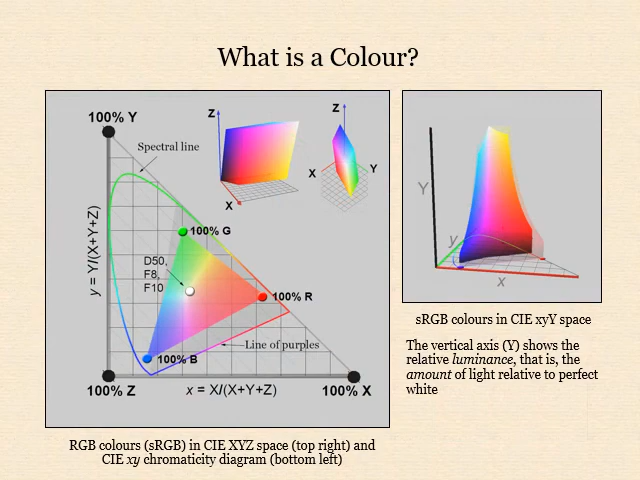 What is a Colour?
100% Y
Spectral line
Z
X
Z
X
Y
100% G
D50,
F8,
F10
100% R
y = Y/(X+Y+Z)
100% B
Line of purples
100% Z
x = X/(X+Y+Z)
100% X
RGB colours (sRGB) in CIE XYZ space (top right) and
CIE xy chromaticity diagram (bottom left)
Y
y
x
sRGB colours in CIE xyY space
The vertical axis (Y) shows the
relative luminance, that is, the
amount of light relative to perfect
white